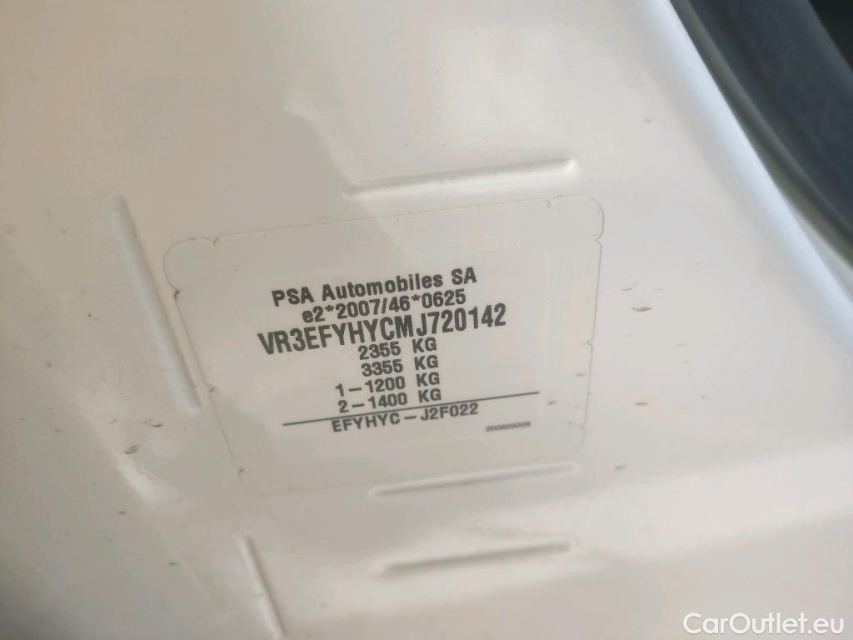 PSA Automobiles SA
e2*2007/46*0625
VR3EFYHYCMJ720142
2355 KG
3355 KG
1-1200 KG
2-1400 KG
EFYHYC-J2F022
CarOutlet.eu